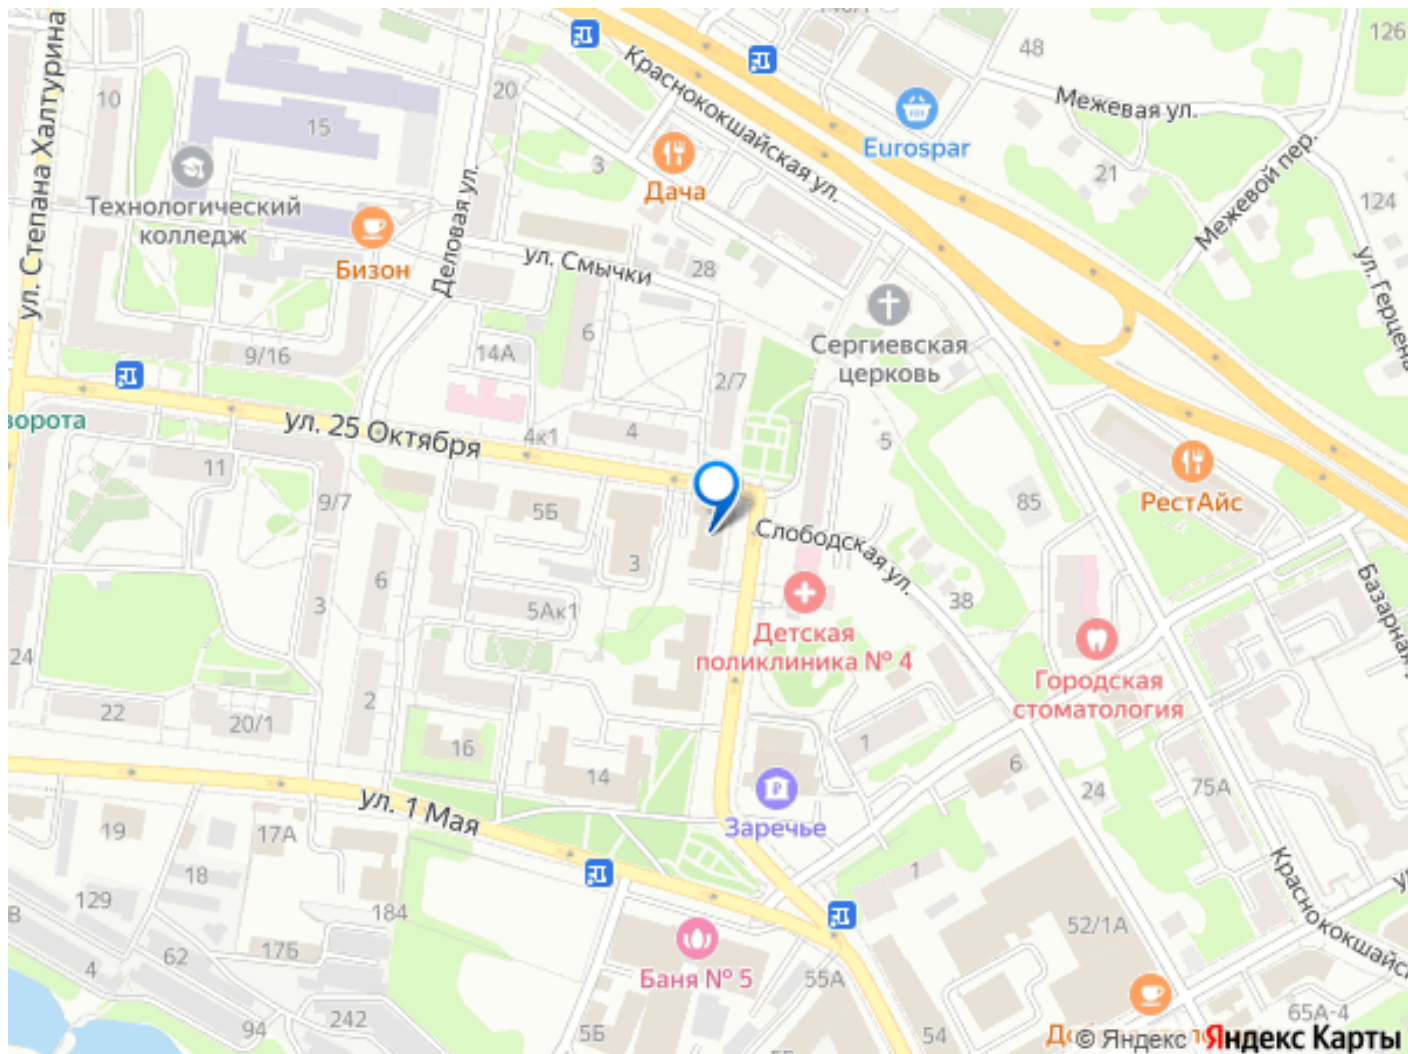 126
48
Межевая ул.
Краснококшайская ул.
Eurospar
ул. Степана Халтурина
10
20
15
3
Дача
21
Межевой пер.
124
Технологический
колледж
Бизон
Деловая ул.
ул. Смычки
28
ул. Герцена
6
Сергиевская
церковь
9/16
14А
2/7
ворота
ул. 25 Октября
4к1
4
5
11
9/7
5Б
РестАйс
85
Слободская ул.
3
6
3
5Ак1
38
Базарная
Детская
поликлиника № 4
24
Городская
стоматология
22
20/1
2
16
14
1
6
24
75А
ул. 1 Мая
Заречье
19
17А
18
129
184
1
Краснококшайс
52/1А
62
17Б
4
Баня № 5
55А
65А-4
94
242
5Б
54
© Яндекс Яндекс Карты